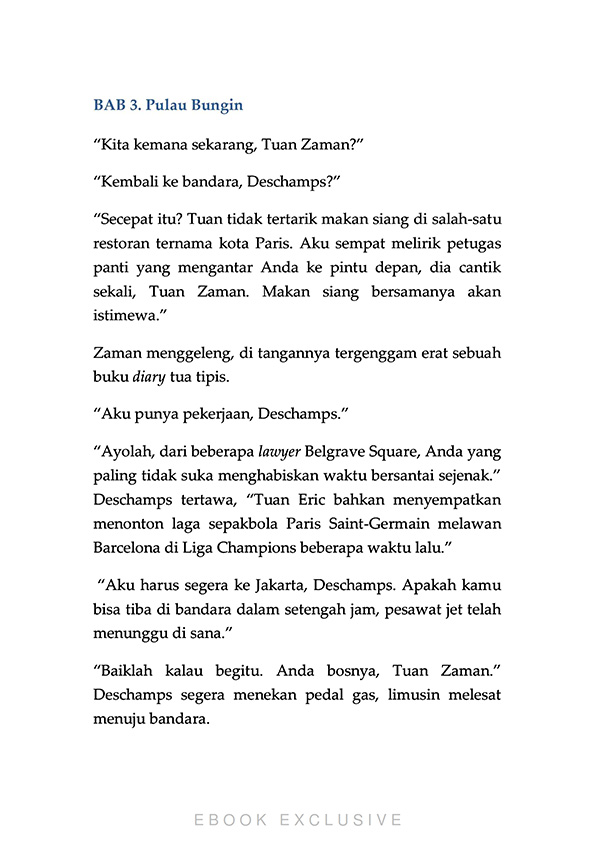 BAB 3. Pulau Bungin
“Kita kemana sekarang, Tuan Zaman?”
“Kembali ke bandara, Deschamps?”
“Secepat itu? Tuan tidak tertarik makan siang di salah-satu
restoran ternama kota Paris. Aku sempat melirik petugas
panti yang mengantar Anda ke pintu depan, dia cantik
sekali, Tuan Zaman. Makan siang bersamanya akan
istimewa.”
Zaman menggeleng, di tangannya tergenggam erat sebuah
buku diary tua tipis.
“Aku punya pekerjaan, Deschamps.”
“Ayolah, dari beberapa lawyer Belgrave Square, Anda yang
paling tidak suka menghabiskan waktu bersantai sejenak.”
Deschamps tertawa, “Tuan Eric bahkan menyempatkan
menonton laga sepakbola Paris Saint-Germain melawan
Barcelona di Liga Champions beberapa waktu lalu.”
“Aku harus segera ke Jakarta, Deschamps. Apakah kamu
bisa tiba di bandara dalam setengah jam, pesawat jet telah
menunggu di sana.”
“Baiklah kalau begitu. Anda bosnya, Tuan Zaman.”
Deschamps segera menekan pedal gas, limusin melesat
menuju bandara.
EBOOK EXCLUSIVE